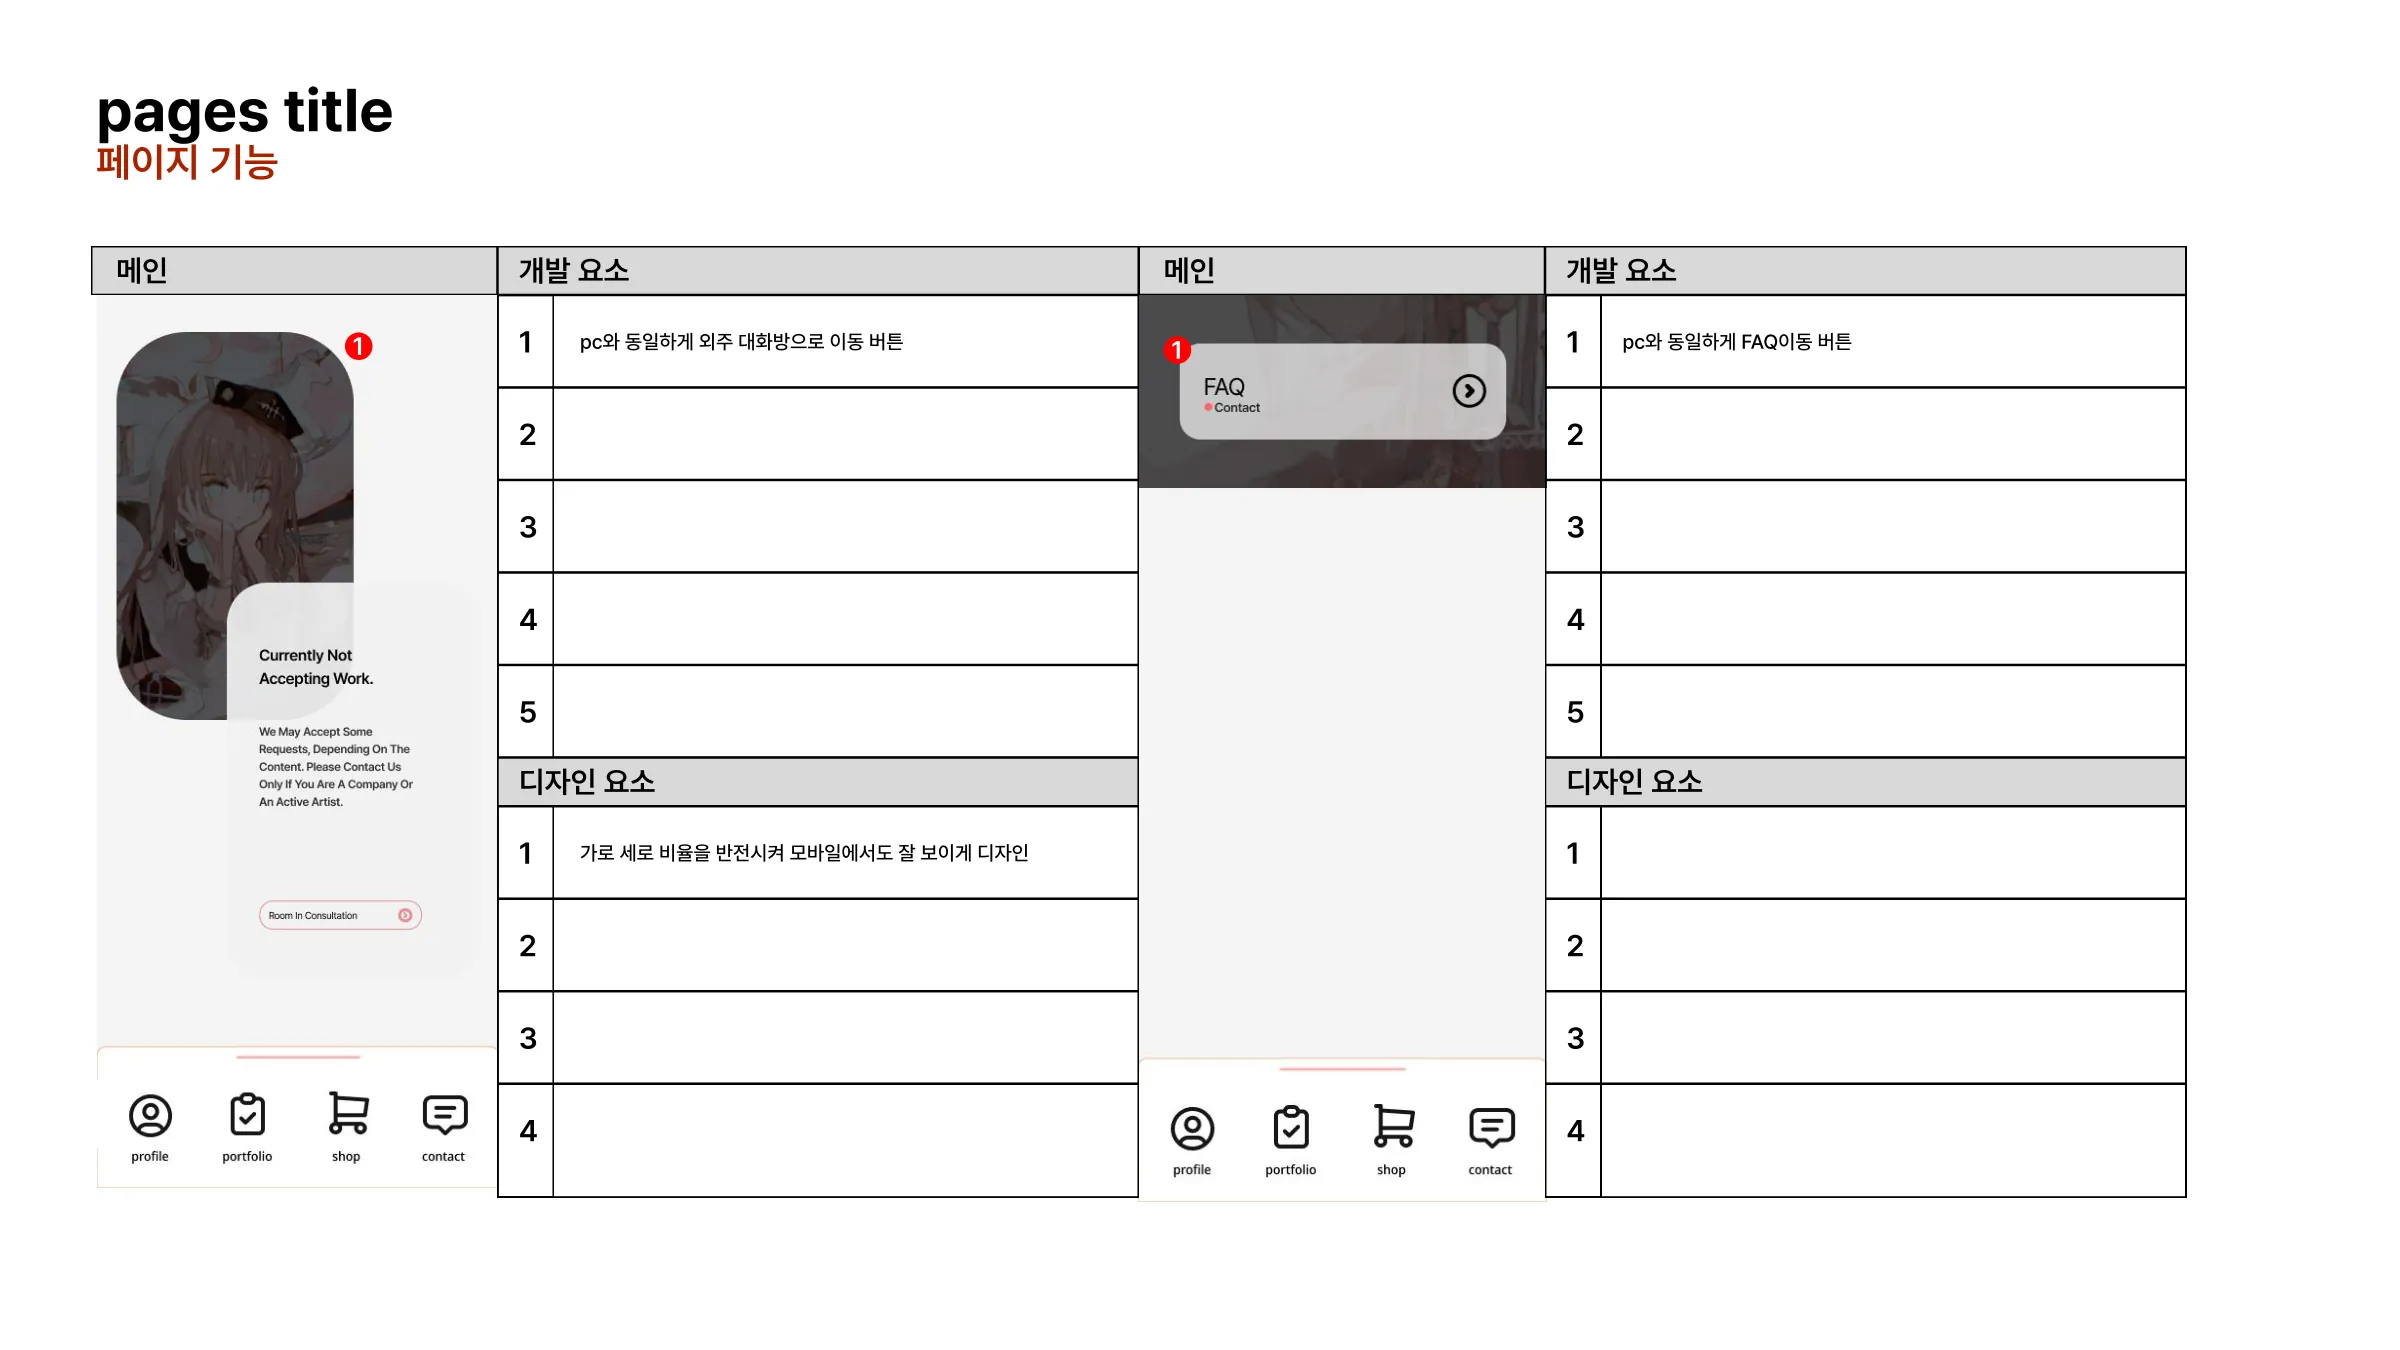 pages title
페이지 기능
메인
개발 요소
1
1 pc와 동일하게 외주 대화방으로 이동 버튼
2
3
4
5
Currently Not
Accepting Work.
We May Accept Some
Requests, Depending On The
Content. Please Contact Us
Only If You Are A Company Or
An Active Artist.
Room In Consultation
profile portfolio shop contact
디자인 요소
1 가로 세로 비율을 반전시켜 모바일에서도 잘 보이게 디자인
2
3
4
메인
개발 요소
1
FAQ
Contact
profile portfolio shop contact
1 pc와 동일하게 FAQ이동 버튼
2
3
4
5
디자인 요소
1
2
3
4